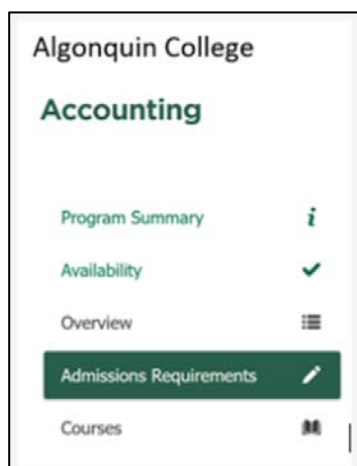 Algonquin College
Accounting
Program Summary
Availability
Overview
Admissions Requirements
Courses